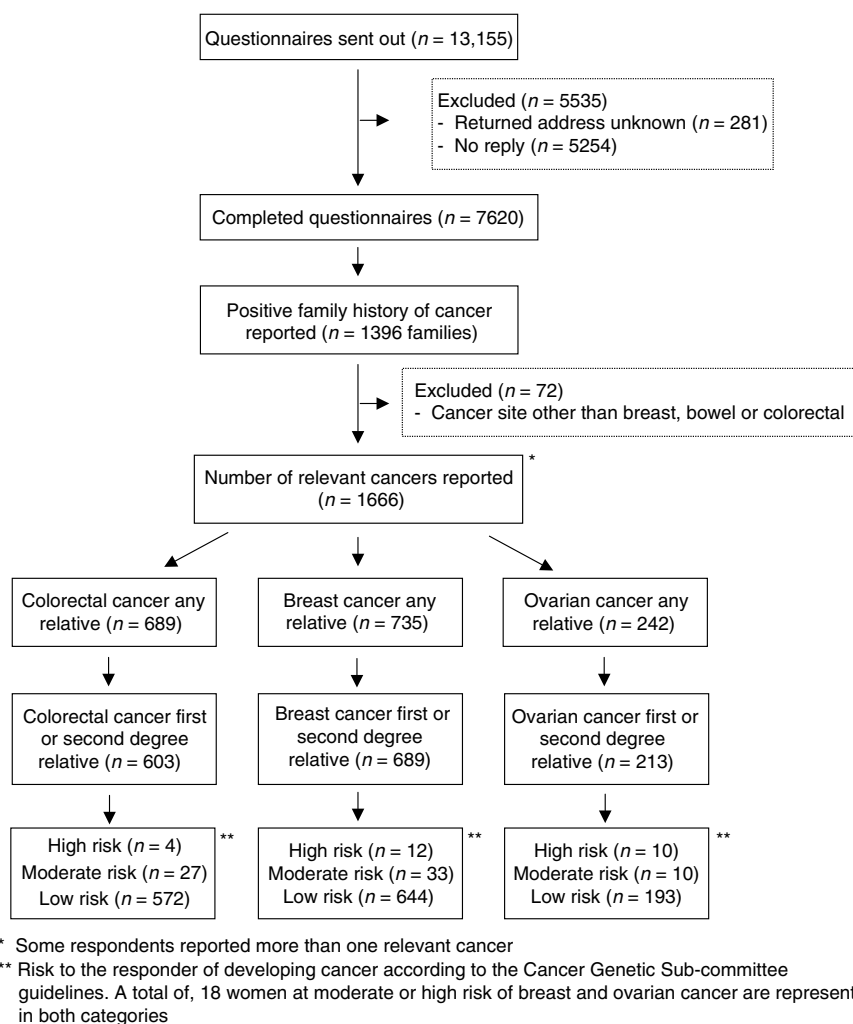 Questionnaires sent out (n = 13,155)
Excluded (n = 5535)
- Returned address unknown (n = 281)
- No reply (n = 5254)
Completed questionnaires (n = 7620)
Positive family history of cancer
reported (n = 1396 families)
Excluded (n = 72)
- Cancer site other than breast, bowel or colorectal
Number of relevant cancers reported
(n = 1666)
*
Colorectal cancer any
relative (n = 689)
Breast cancer any
relative (n = 735)
Ovarian cancer any
relative (n = 242)
Colorectal cancer first
or second degree
relative (n = 603)
Breast cancer first or
second degree
relative (n = 689)
Ovarian cancer first or
second degree
relative (n = 213)
High risk (n = 4)
Moderate risk (n = 27)
Low risk (n = 572)
**
High risk (n = 12)
Moderate risk (n = 33)
Low risk (n = 644)
**
High risk (n = 10)
Moderate risk (n = 10)
Low risk (n = 193)
**
* Some respondents reported more than one relevant cancer
** Risk to the responder of developing cancer according to the Cancer Genetic Sub-committee
guidelines. A total of, 18 women at moderate or high risk of breast and ovarian cancer are represent
in both categories